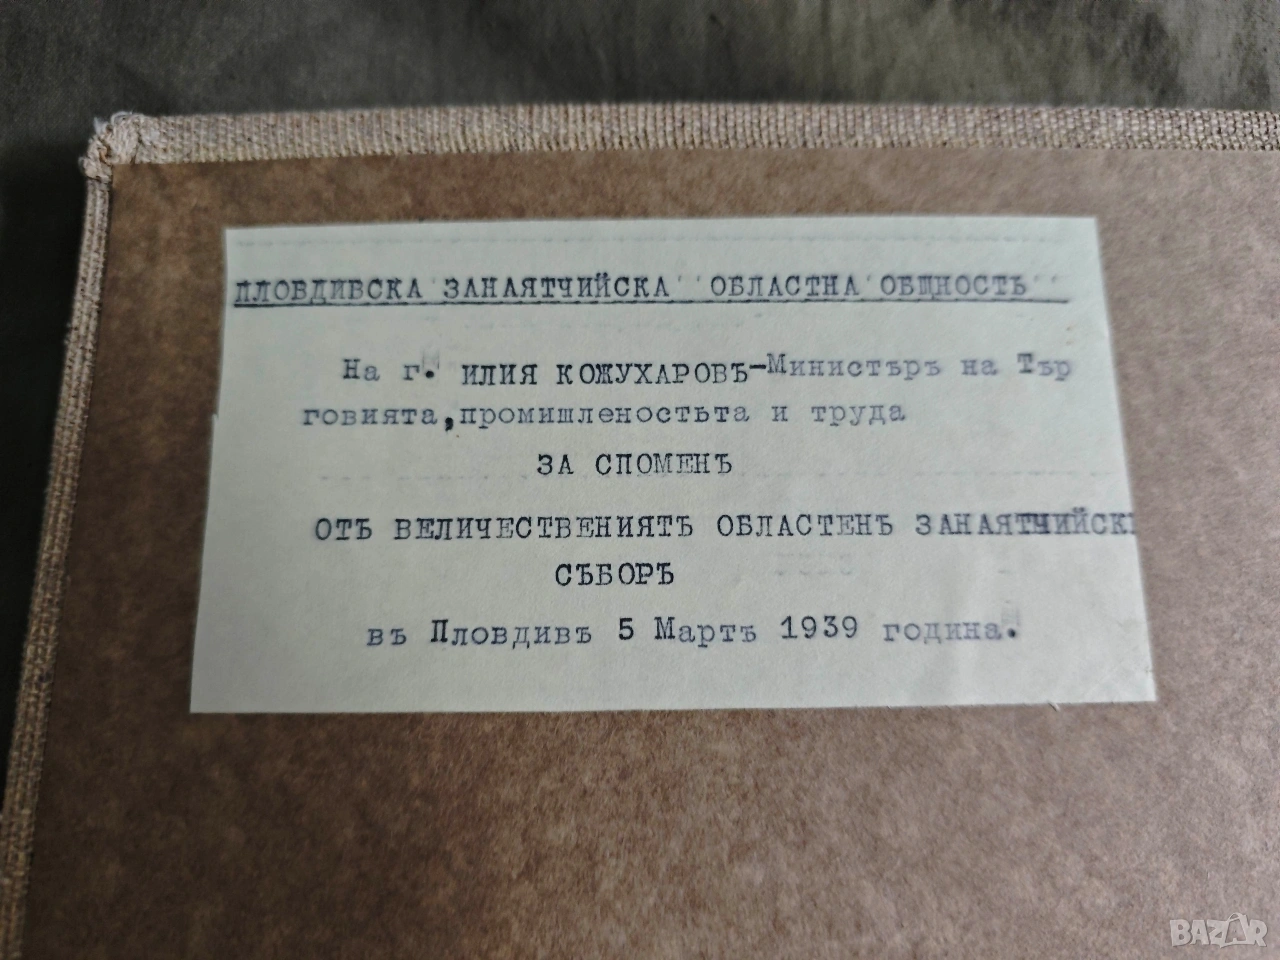 ПЛОВДИВСКА ЗАНАЯТЧИЙСКА ОБЛАСТНА ОБЩНОСТЬ
На г. ИЛИЯ КОЖУХАРОВЪ-Министъръ на Тър
говията,промишленостьта и труда
ЗА СПОМЕНЪ
ОТЪ ВЕЛИЧЕСТВЕНИЯТЪ ОБЛАСТЕНЪ ЗАНАЯТЧИЙСКИ
СЪБОРЪ
въ Пловдивъ 5 Мартъ 1939 година.
BAZAR